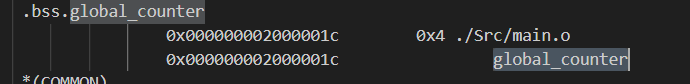 .bss.global_counter
0x000000002000001c 0x4 ./Src/main.o
0x000000002000001c global_counter
*(COMMON)